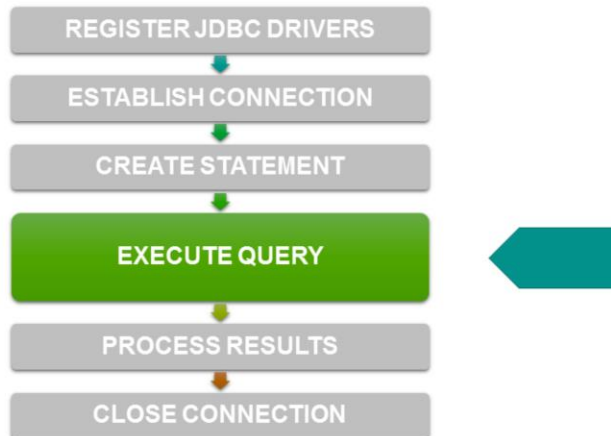 REGISTER JDBC DRIVERS
ESTABLISH CONNECTION
CREATE STATEMENT
EXECUTE QUERY
PROCESS RESULTS
CLOSE CONNECTION